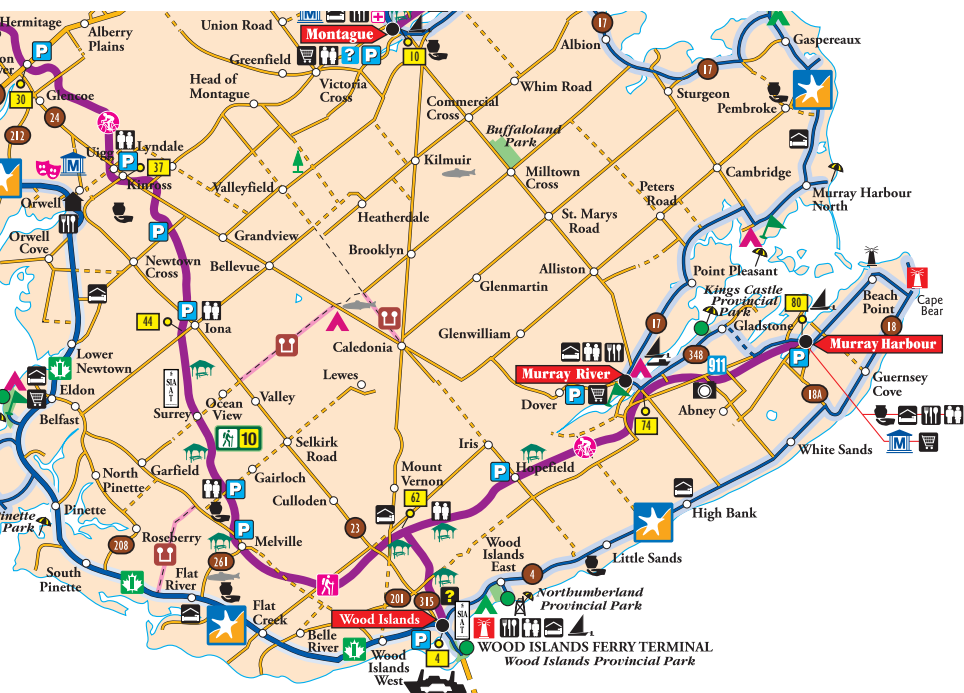 Hermitage
Alberry
Plains
Union Road
Montague
17
Albion
Gaspereaux
P
Greenfield
?
P
10
17
Head of
Montague
Victoria
Cross
Whim Road
Sturgeon
Pembroke
30
Glencoe
24
Commercial
Cross
212
Buffaloland
Park
Uigg
Lyndale
P
37
M
Kinross
Kilmuir
Milltown
Cross
Cambridge
Valleyfield
Peters
Road
Murray Harbour
North
Orwell
Heatherdale
St. Marys
Road
P
Orwell
Cove
Grandview
Brooklyn
Newtown
Cross
Bellevue
Alliston
Point Pleasant
Glenmartin
Kings Castle
Provincial
Park
80
Beach
Point
Cape
Bear
P
44
Iona
Glenwilliam
17
Gladstone
18
Caledonia
348
Murray Harbour
911
P
Lower
Newtown
Murray River
Guernsey
Cove
Eldon
SIAT
Lewes
Dover
P
18A
Belfast
Surrey
Ocean
View
Valley
74
Abney
10
Selkirk
Road
Iris
White Sands
M
North
Pinette
Garfield
Gairloch
Mount
Vernon
P
Hopefield
P
Culloden
62
Pinette
Pinette
Park
High Bank
23
P
208
Roseberry
Melville
Wood
Islands
East
Little Sands
261
South
Pinette
Flat
River
4
Northumberland
Provincial Park
201
315
?
Flat
Creek
Wood Islands
SIAT
Belle
River
P
WOOD ISLANDS FERRY TERMINAL
Wood
Islands
West
4
Wood Islands Provincial Park